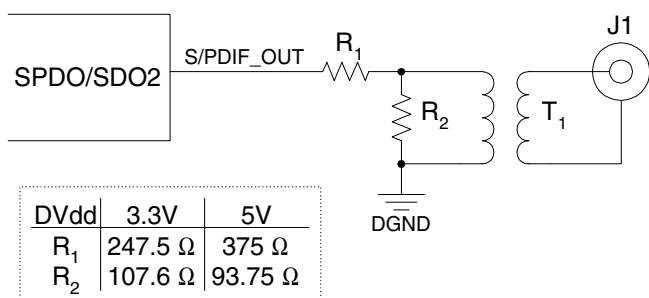 J1
S/PDIF_OUT
R1
SPDO/SDO2
R2
T1
DGND
DVdd 3.3V 5V
R1 247.5 Ω 375 Ω
R2 107.6 Ω 93.75 Ω